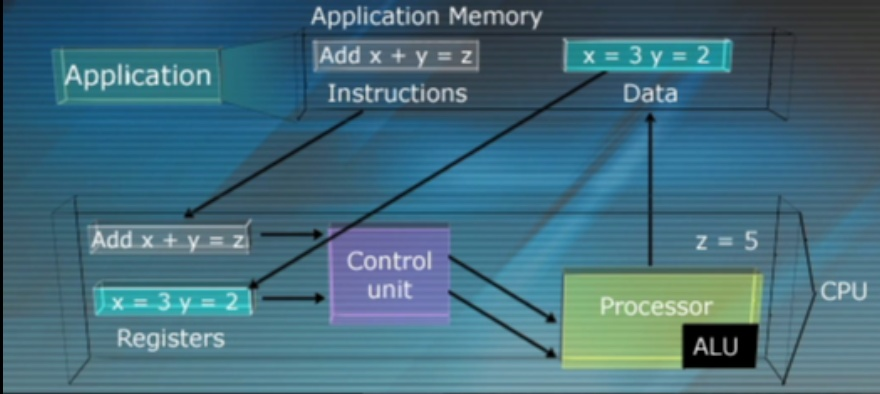 Application Memory
Application
Add x + y = z
x = 3 y = 2
Instructions
Data
Add x + y = z
z = 5
Control
unit
CPU
x = 3 y = 2
Processor
Registers
ALU